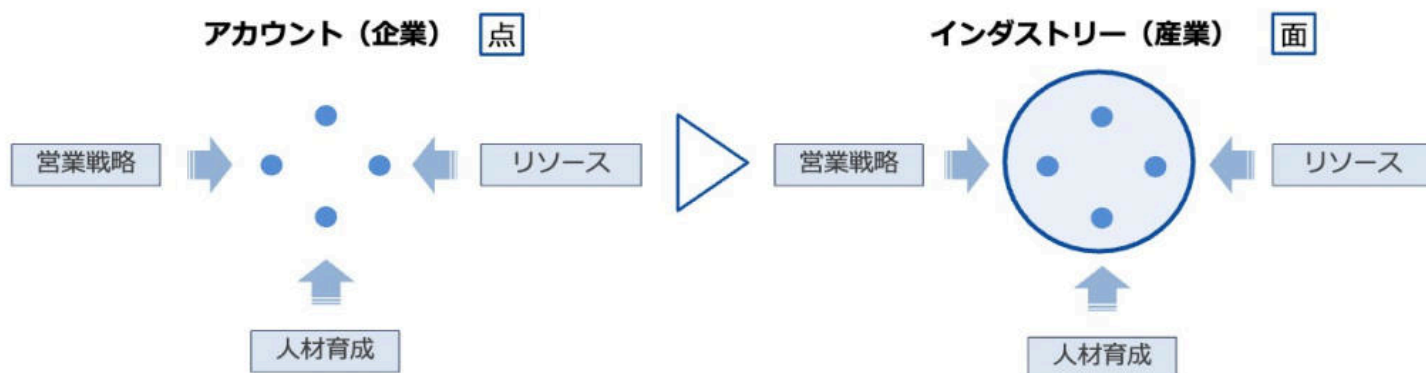 アカウント（企業） 点
インダストリー（産業） 面
営業戦略
リソース
人材育成
営業戦略
リソース
人材育成